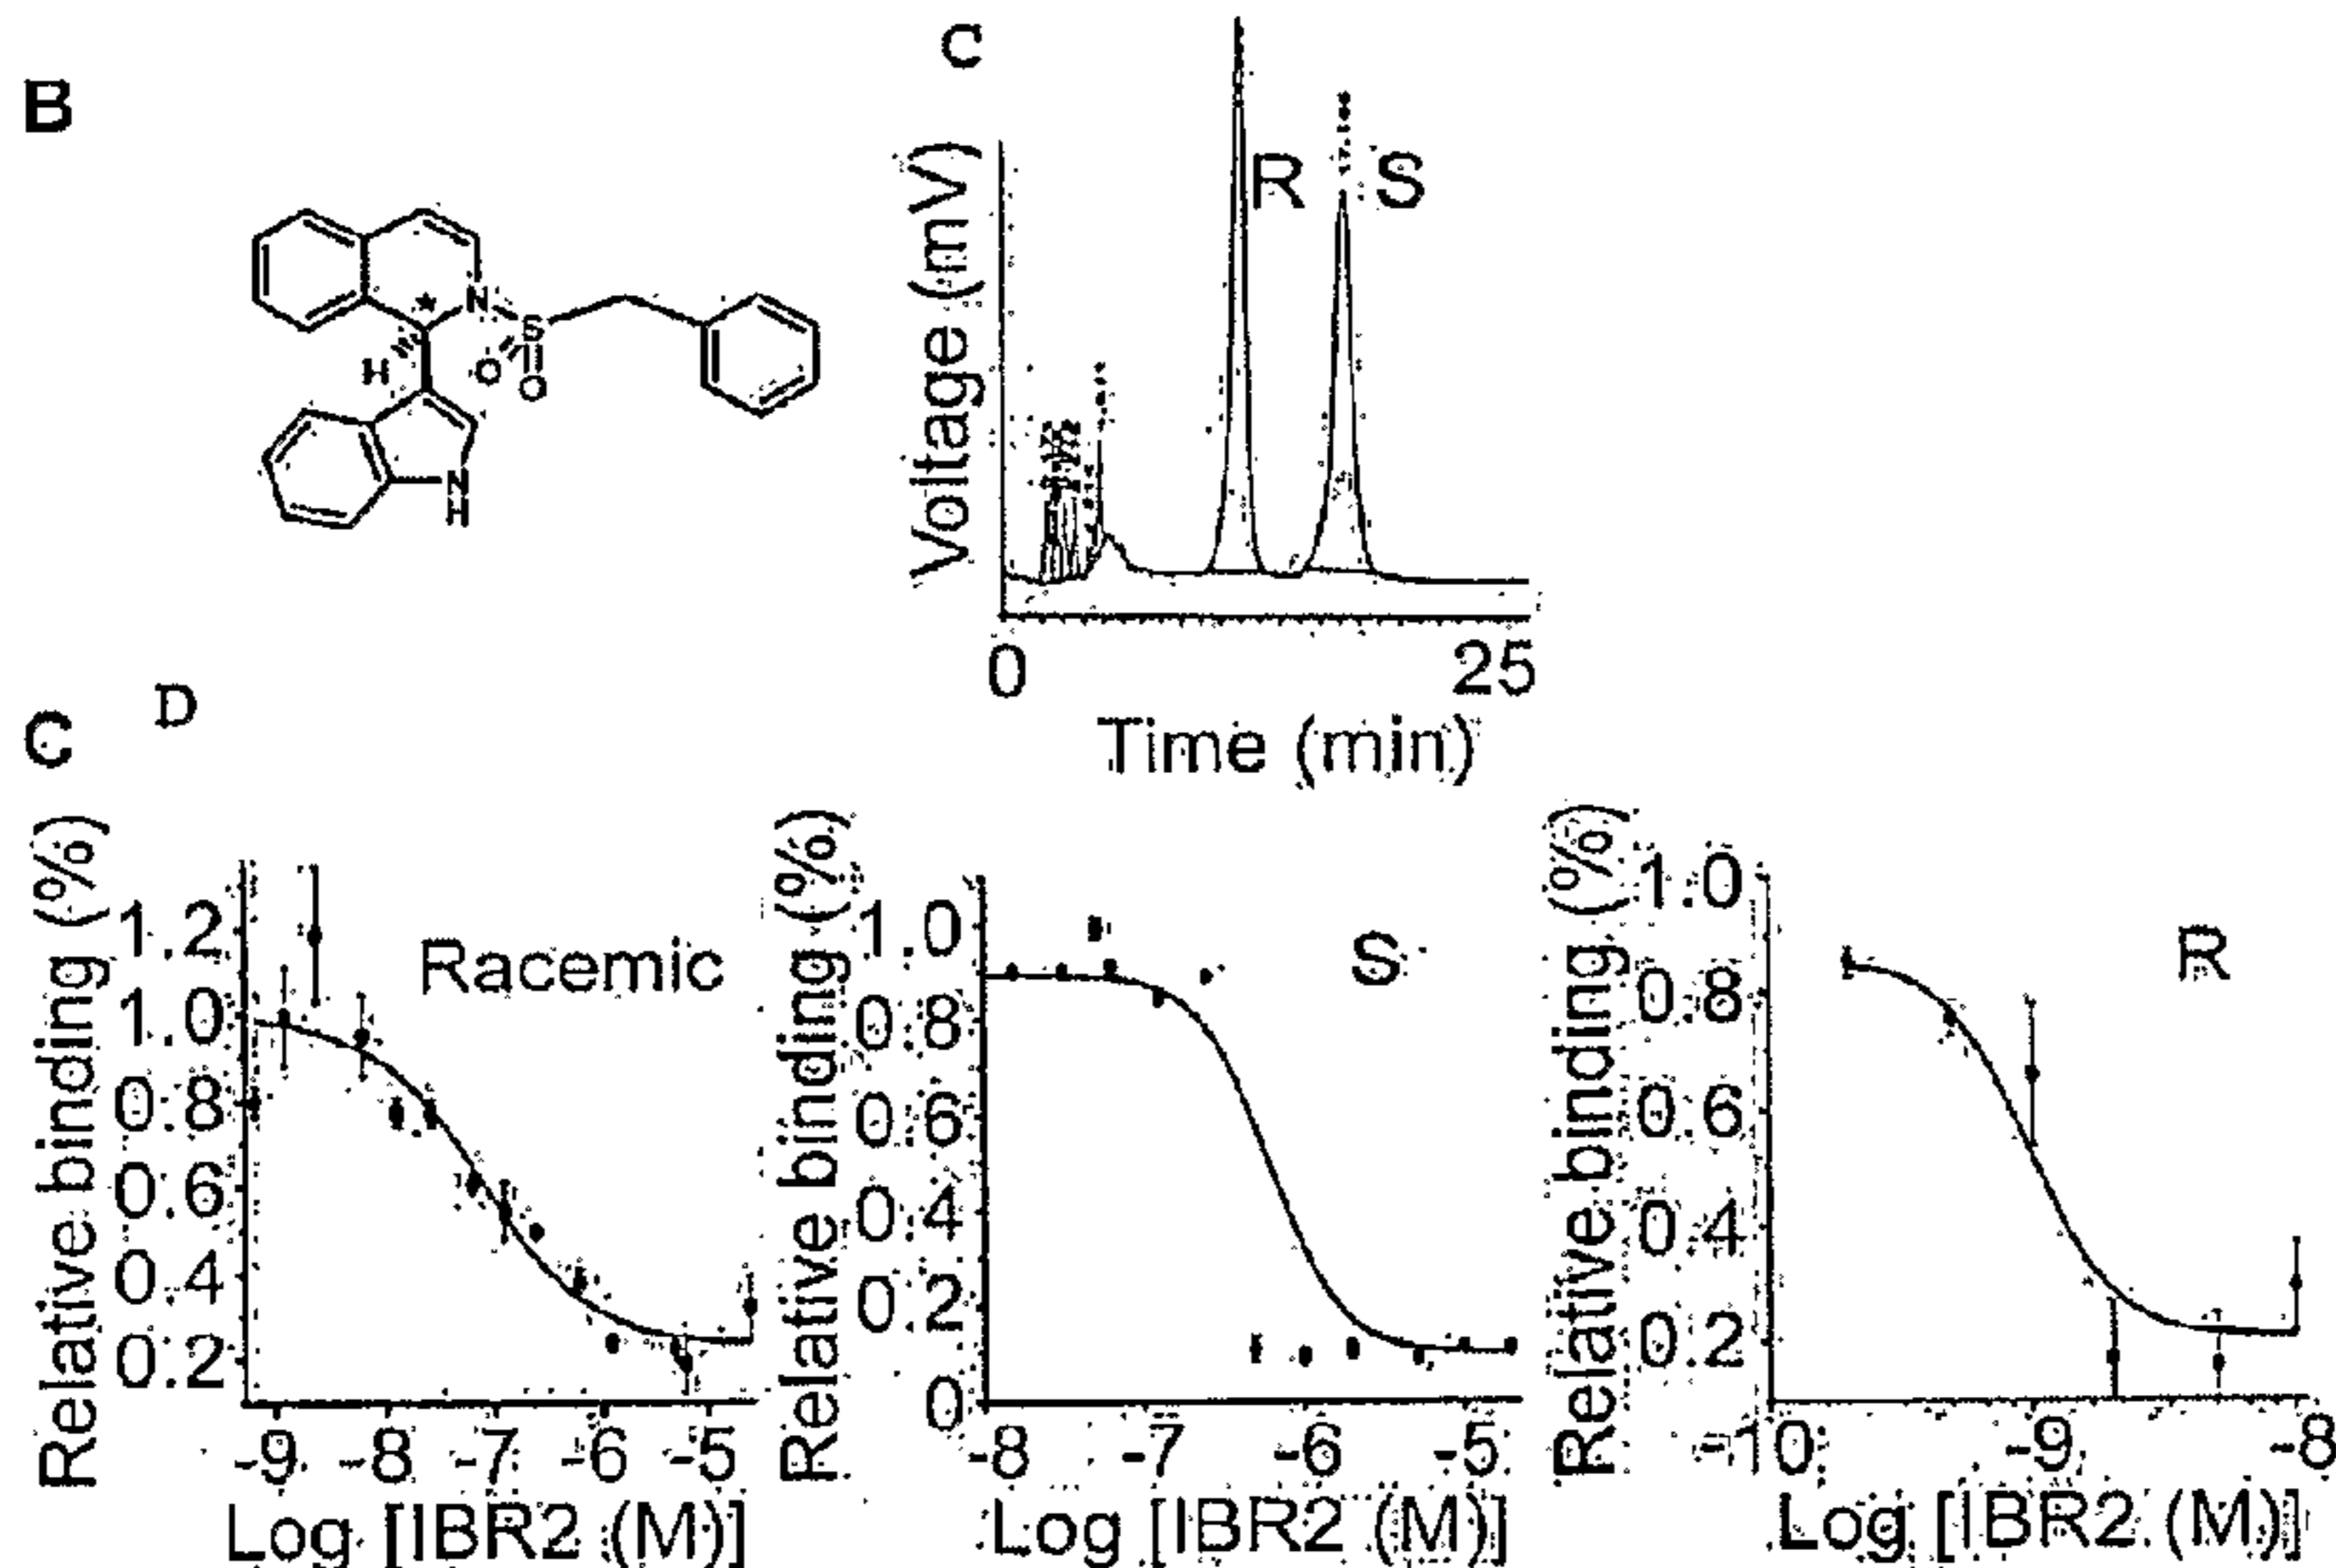 B
N
S
H
O
O
N
H
C
Voltage (mV)
R
S
0
25
Time (min)
C
D
Relative binding (%)
1.2
1.0
0.8
0.6
0.4
0.2
Racemic
-9 -8 -7 -6 -5
Log [IBR2 (M)]
Relative binding (%)
1.0
0.8
0.6
0.4
0.2
0
S
-8 -7 -6 -5
Log [IBR2 (M)]
Relative binding (%)
1.0
0.8
0.6
0.4
0.2
R
-10 -9 -8
Log [IBR2 (M)]